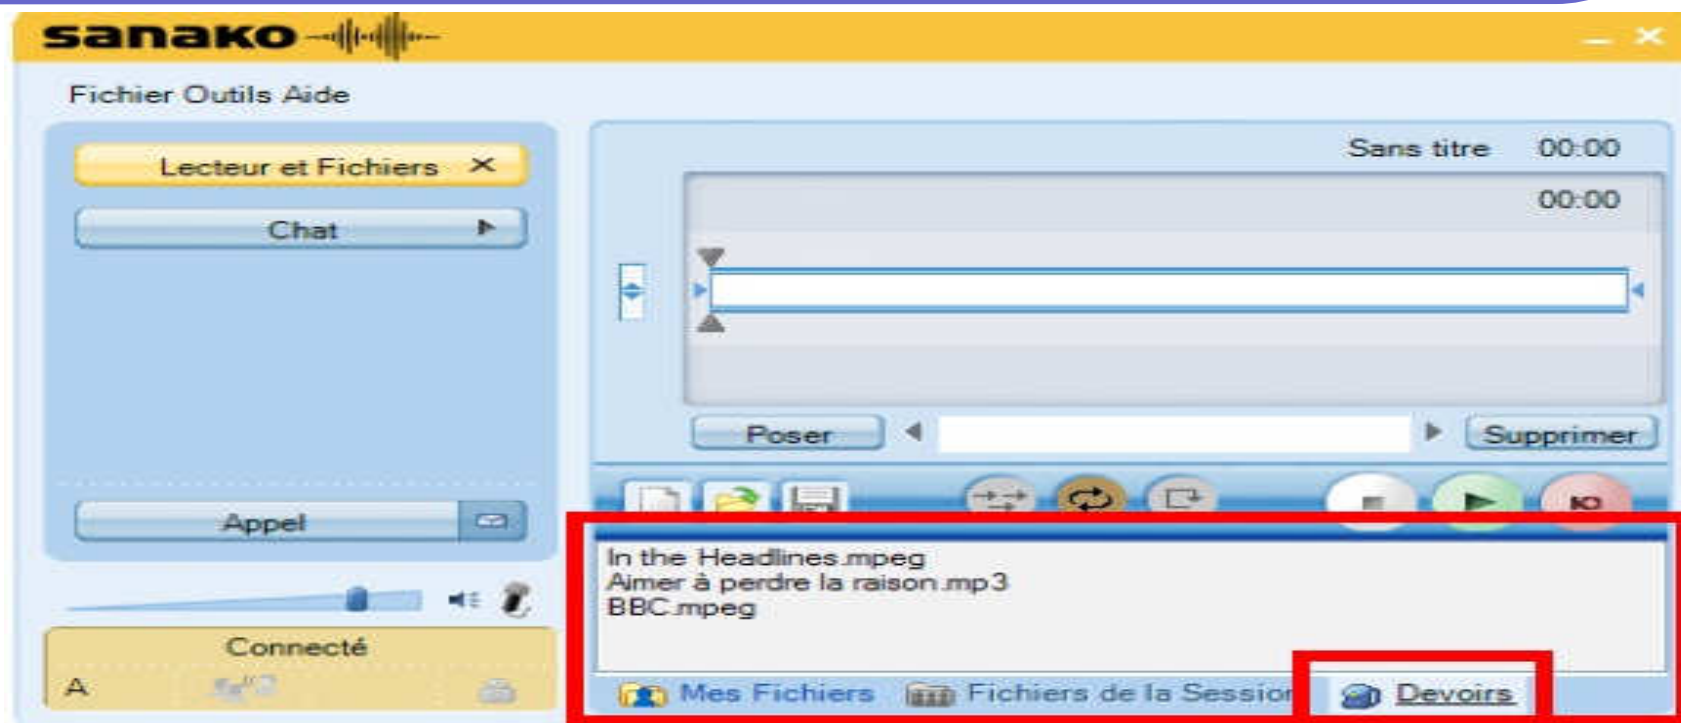 sanako
Fichier Outils Aide
Lecteur et Fichiers
Chat
Appel
Connecté
A
Sans titre 00:00
00:00
Poser
Supprimer
In the Headlines.mpeg
Aimer à perdre la raison.mp3
BBC.mpeg
Mes Fichiers Fichiers de la Session Devoirs